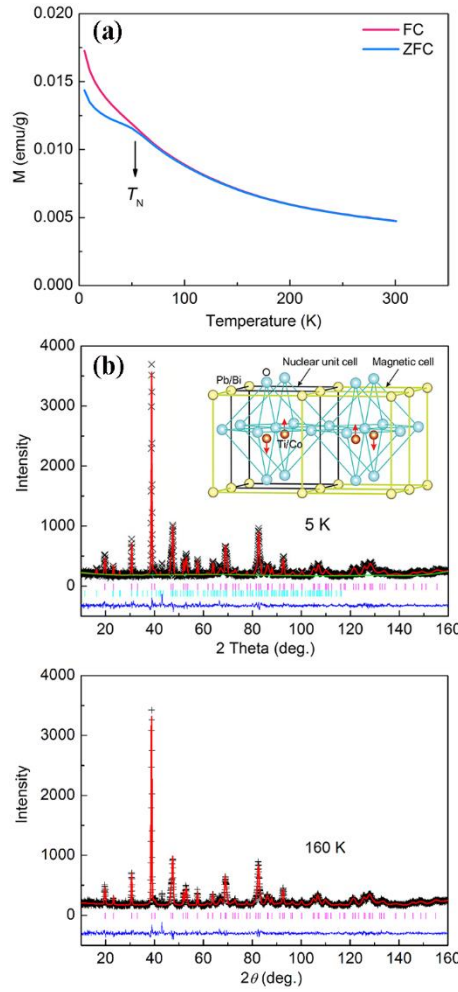 (a)
FC
ZFC
0.020
0.015
0.010
0.005
0.000
M (emu/g)
T_N
0 100 200 300 400
Temperature (K)
(b)
4000
3000
2000
1000
0
Intensity
Pb/Bi
O
Nuclear unit cell
Magnetic cell
Ti/Co
5 K
20 40 60 80 100 120 140 160
2 Theta (deg.)
4000
3000
2000
1000
0
Intensity
160 K
20 40 60 80 100 120 140 160
2θ (deg.)